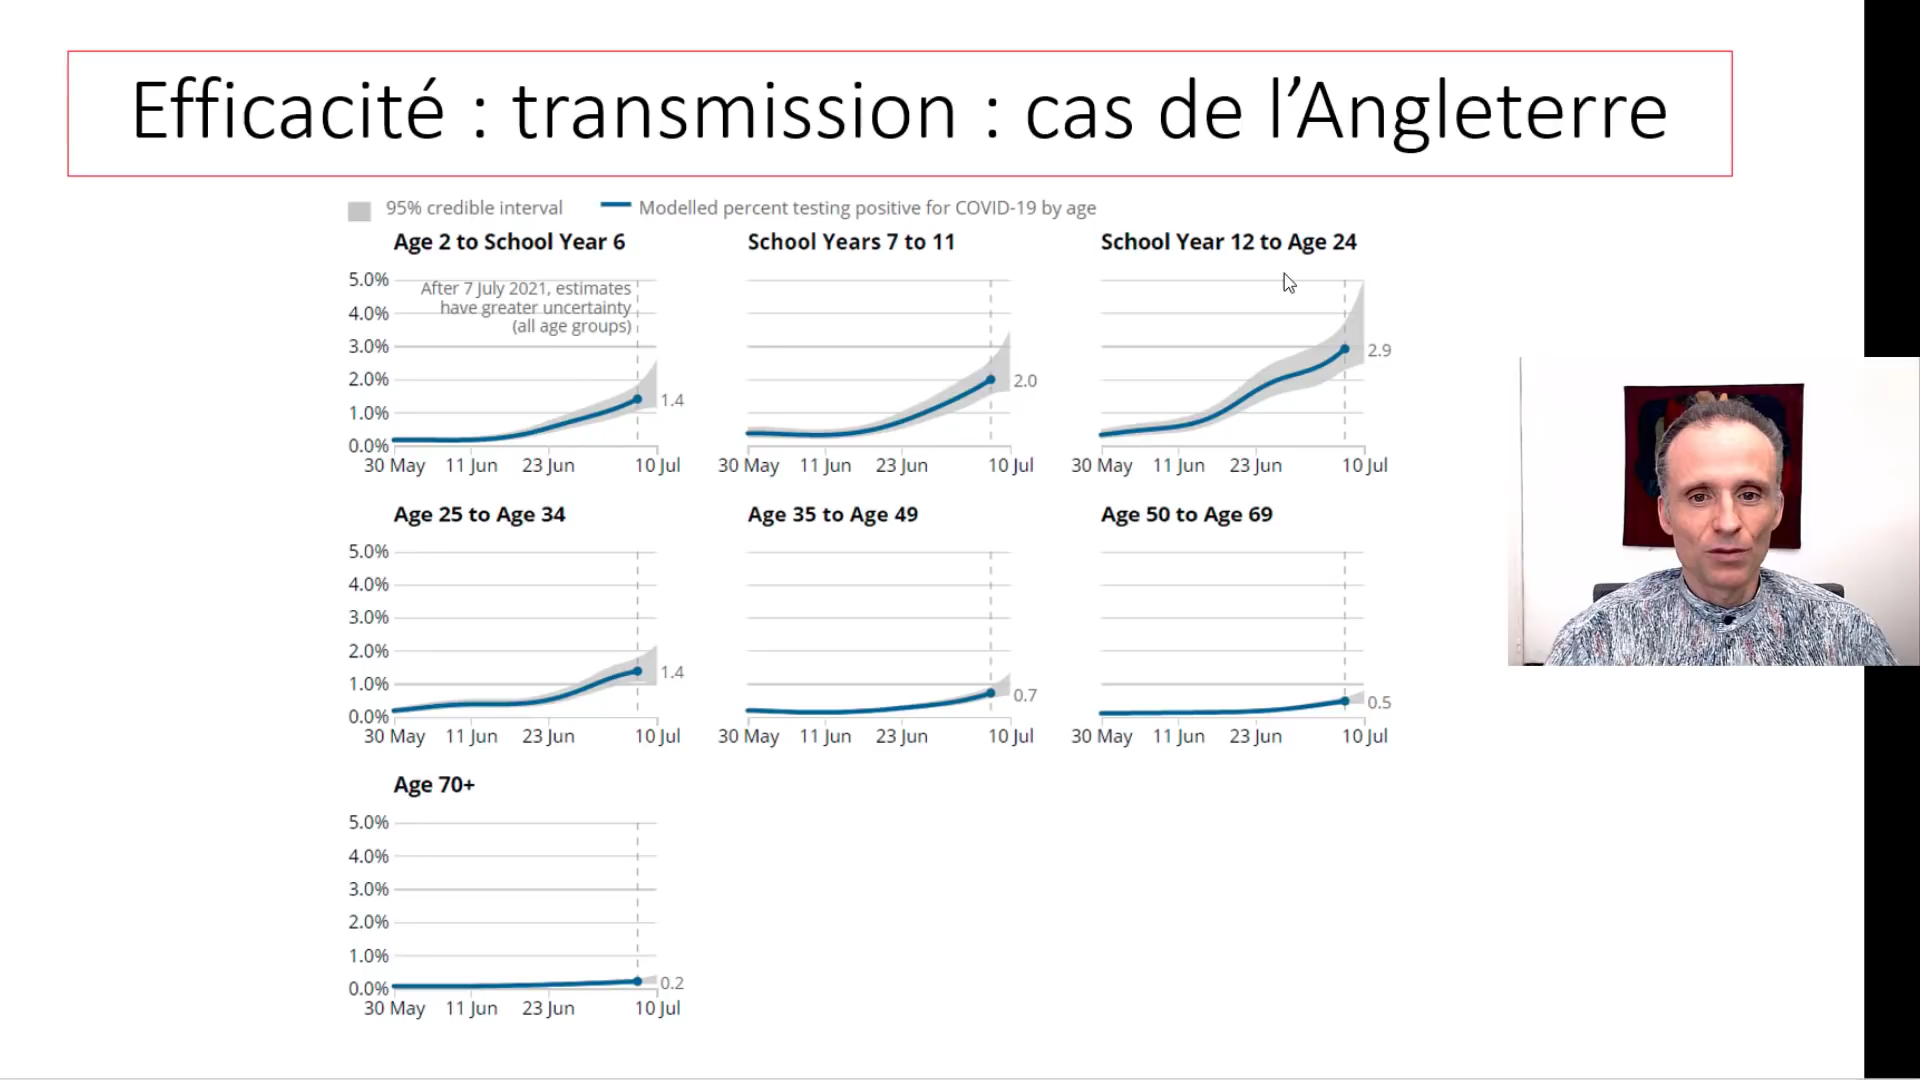 Efficacité : transmission : cas de l’Angleterre
95% credible interval Modelled percent testing positive for COVID-19 by age
Age 2 to School Year 6
5.0%
4.0%
3.0%
2.0%
1.0%
0.0%
After 7 July 2021, estimates
have greater uncertainty
(all age groups)
1.4
30 May 11 Jun 23 Jun 10 Jul
School Years 7 to 11
2.0
30 May 11 Jun 23 Jun 10 Jul
School Year 12 to Age 24
2.9
30 May 11 Jun 23 Jun 10 Jul
Age 25 to Age 34
5.0%
4.0%
3.0%
2.0%
1.0%
0.0%
1.4
30 May 11 Jun 23 Jun 10 Jul
Age 35 to Age 49
0.7
30 May 11 Jun 23 Jun 10 Jul
Age 50 to Age 69
0.5
30 May 11 Jun 23 Jun 10 Jul
Age 70+
5.0%
4.0%
3.0%
2.0%
1.0%
0.0%
0.2
30 May 11 Jun 23 Jun 10 Jul